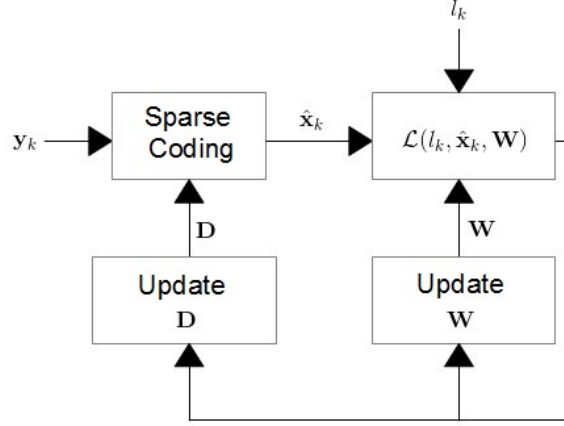 l_k
Sparse
Coding
y_k
x̂_k
ℒ(l_k, x̂_k, W)
D
W
Update
D
Update
W